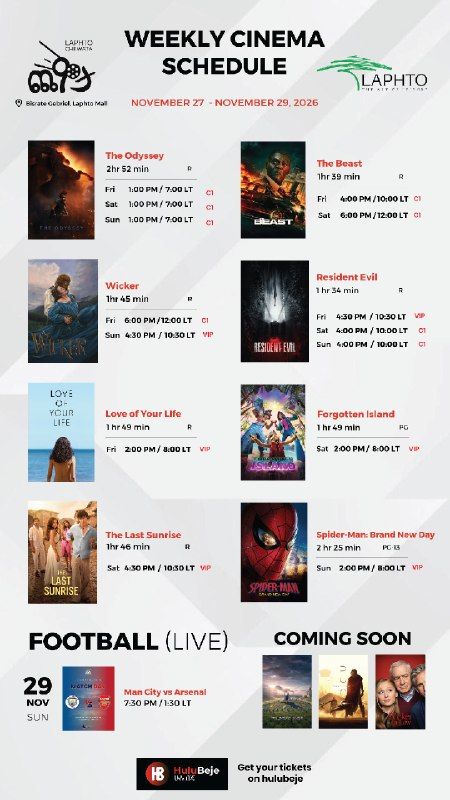 LAPHTO
CHEWATA
WEEKLY CINEMA
SCHEDULE
Bisrate Gebriel, Laphto Mall
NOVEMBER 27 - NOVEMBER 29, 2026
LAPHTO
The Odyssey
2hr 52 min R
Fri 1:00 PM / 7:00 LT C1
Sat 1:00 PM / 7:00 LT C1
Sun 1:00 PM / 7:00 LT C1
THE ODYSSEY
The Beast
1hr 39 min R
Fri 4:00 PM /10:00 LT C1
Sat 6:00 PM /12:00 LT C1
BEAST
Wicker
1hr 45 min R
Fri 6:00 PM /12:00 LT C1
Sun 4:30 PM / 10:30 LT VIP
WICKER
Resident Evil
1 hr 34 min R
Fri 4:30 PM / 10:30 LT VIP
Sat 4:00 PM / 10:00 LT C1
Sun 4:00 PM / 10:00 LT C1
RESIDENT EVIL
LOVE
OF
YOUR
LIFE
Love of Your Life
1 hr 49 min R
Fri 2:00 PM / 8:00 LT VIP
Forgotten Island
1 hr 49 min PG
Sat 2:00 PM / 8:00 LT VIP
The Last Sunrise
1hr 46 min R
Sat 4:30 PM / 10:30 LT VIP
THE
LAST
SUNRISE
Spider-Man: Brand New Day
2 hr 25 min PG-13
Sun 2:00 PM / 8:00 LT VIP
SPIDER-MAN
BRAND NEW DAY
FOOTBALL (LIVE)
29
NOV
SUN
MATCH DAY
Man City vs Arsenal
7:30 PM / 1:30 LT
COMING SOON
HB
HuluBeje
Get your tickets
on hulubeje